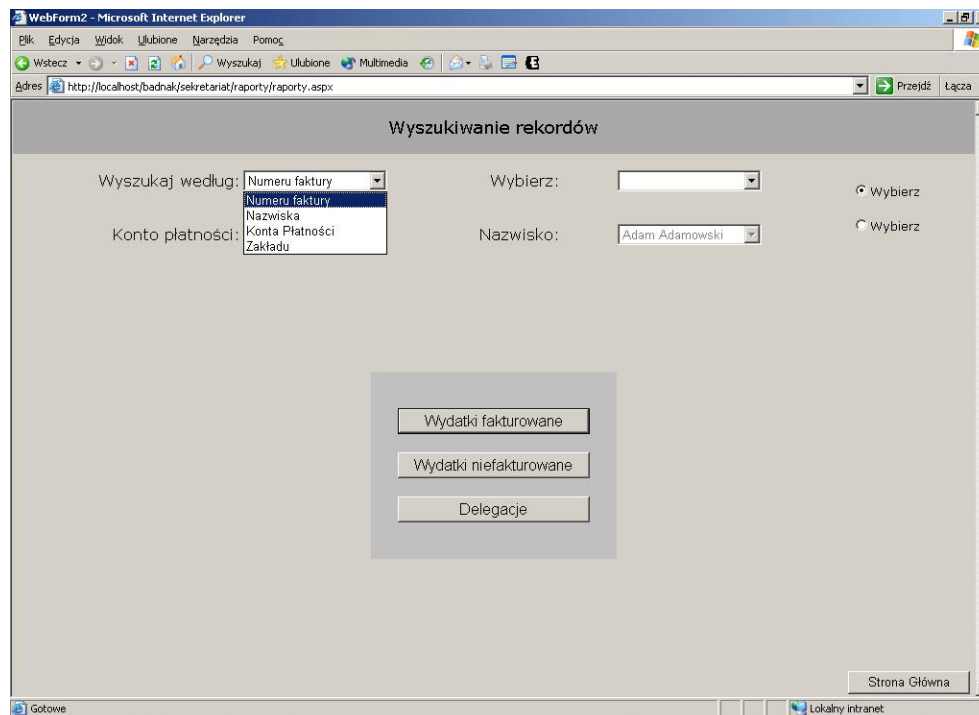 WebForm2 - Microsoft Internet Explorer
Plik Edycja Widok Ulubione Narzędzia Pomoc
Wstecz Wyszukaj Ulubione Multimedia
Adres http://localhost/badnak/sekretariat/raporty/raporty.aspx Przejdź Łącza
Wyszukiwanie rekordów
Wyszukaj według: Numeru faktury Wybierz:
Wybierz
Numeru faktury
Nazwiska
Konta Płatności
Zakładu
Konto płatności: Nazwisko: Adam Adamowski Wybierz
Wydatki fakturowane
Wydatki niefakturowane
Delegacje
Strona Główna
Gotowe Lokalny intranet